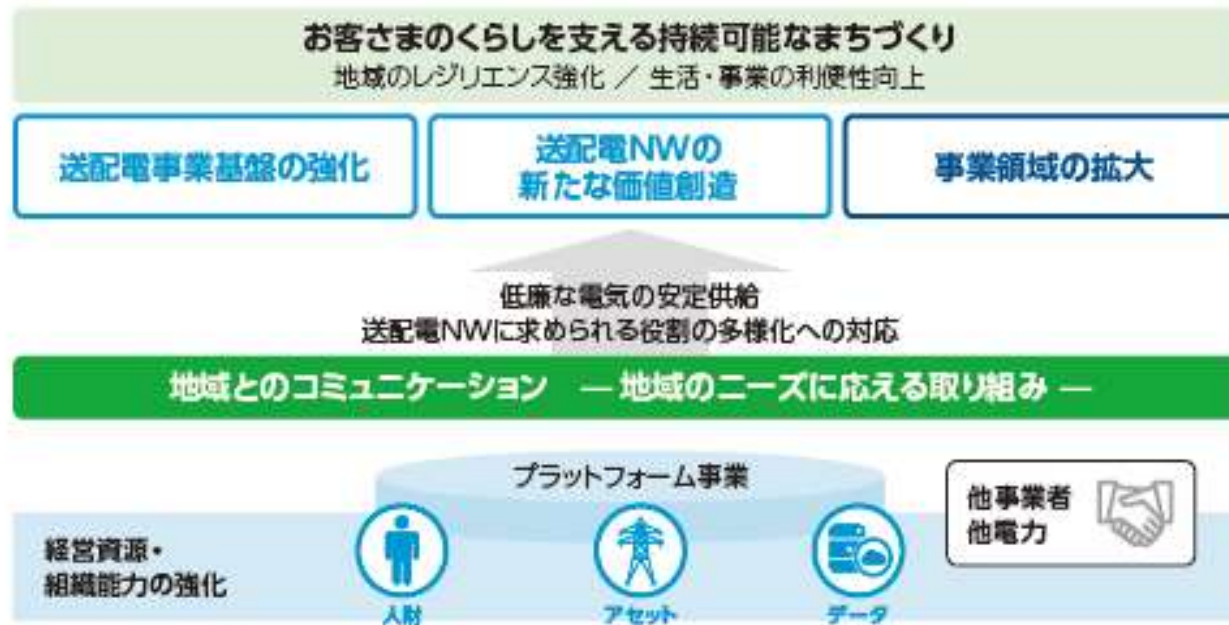 お客さまのくらしを支える持続可能なまちづくり
地域のレジリエンス強化 ／ 生活・事業の利便性向上
送配電事業基盤の強化
送配電NWの
新たな価値創造
事業領域の拡大
低廉な電気の安定供給
送配電NWに求められる役割の多様化への対応
地域とのコミュニケーション ― 地域のニーズに応える取り組み ―
プラットフォーム事業
他事業者
他電力
経営資源・
組織能力の強化
人財
アセット
データ